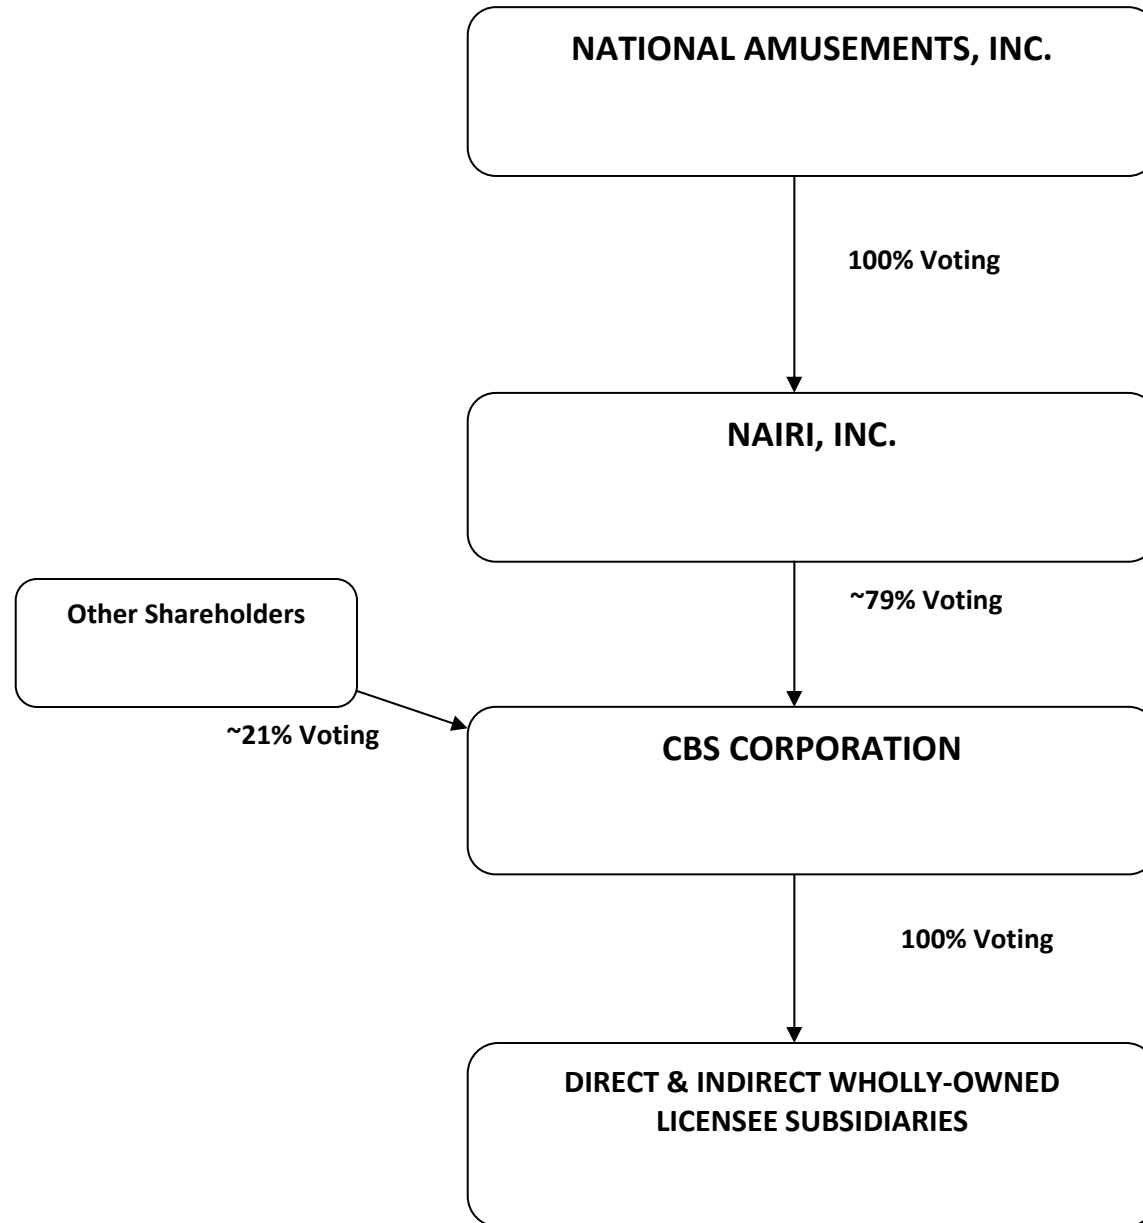 NATIONAL AMUSEMENTS, INC.
100% Voting
NAIRI, INC.
~79% Voting
Other Shareholders
~21% Voting
CBS CORPORATION
100% Voting
DIRECT & INDIRECT WHOLLY-OWNED
LICENSEE SUBSIDIARIES